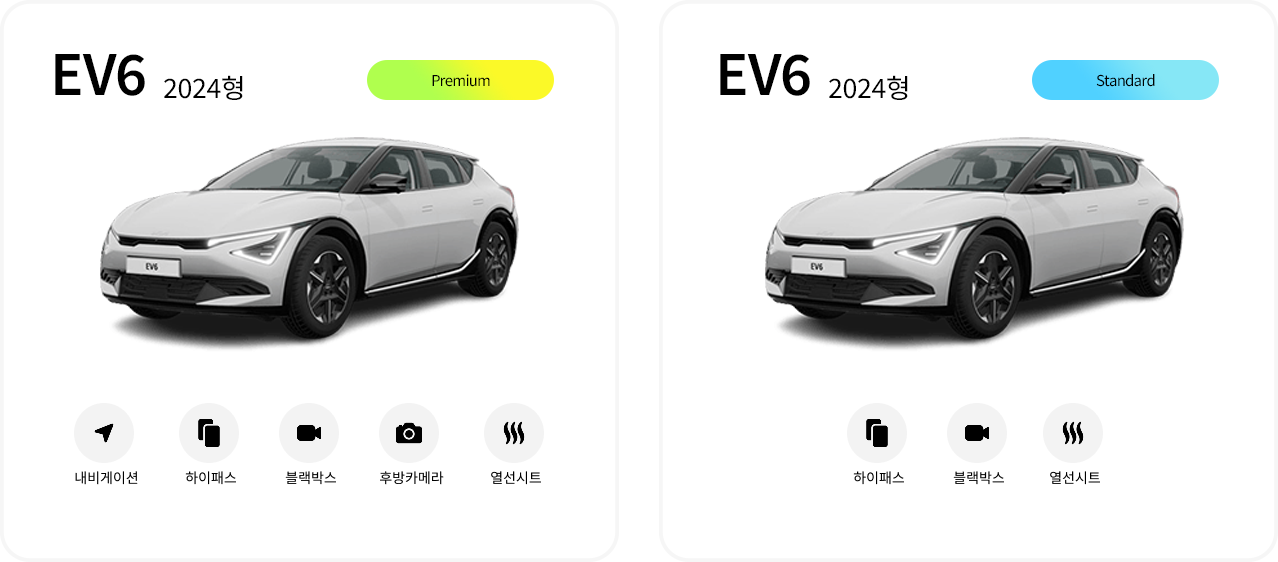 EV6 2024형
Premium
EV6
내비게이션 하이패스 블랙박스 후방카메라 열선시트
EV6 2024형
Standard
EV6
하이패스 블랙박스 열선시트